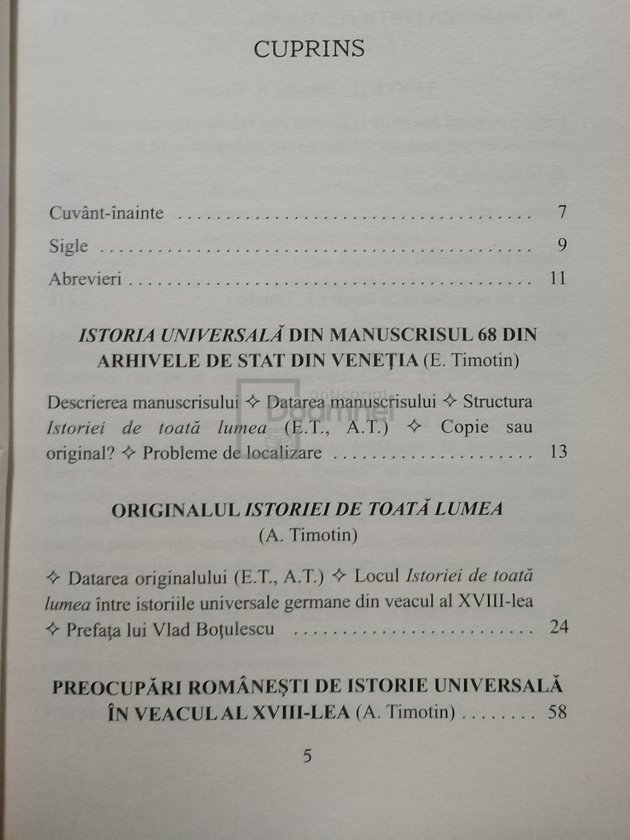 CUPRINS
Cuvânt-înainte .................................... 7
Sigle ............................................ 9
Abrevieri ......................................... 11
ISTORIA UNIVERSALĂ DIN MANUSCRISUL 68 DIN
ARHIVELE DE STAT DIN VENEȚIA (E. Timotin)
Descrierea manuscrisului ✧ Datarea manuscrisului ✧ Structura
Istoriei de toată lumea (E.T., A.T.) ✧ Copie sau
original? ✧ Probleme de localizare ..................... 13
ORIGINALUL ISTORIEI DE TOATĂ LUMEA
(A. Timotin)
✧ Datarea originalului (E.T., A.T.) ✧ Locul Istoriei de toată
lumea între istoriile universale germane din veacul al XVIII-lea
✧ Prefața lui Vlad Boțulescu ......................... 24
PREOCUPĂRI ROMÂNEȘTI DE ISTORIE UNIVERSALĂ
ÎN VEACUL AL XVIII-LEA (A. Timotin) ........ 58
5
anticariat
Doamnei